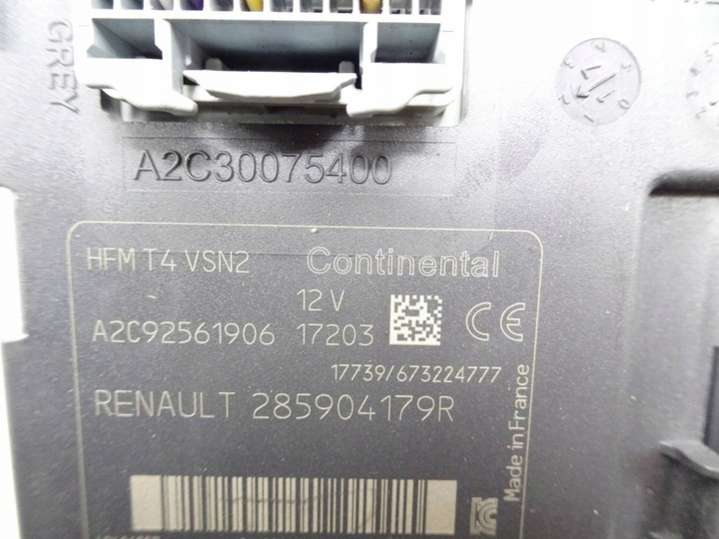 GREY
A2C30075400
HFM T4 VSN2 Continental
12 V
A2C92561906 17203
CE
17739/673224777
RENAULT 285904179R
Made in France